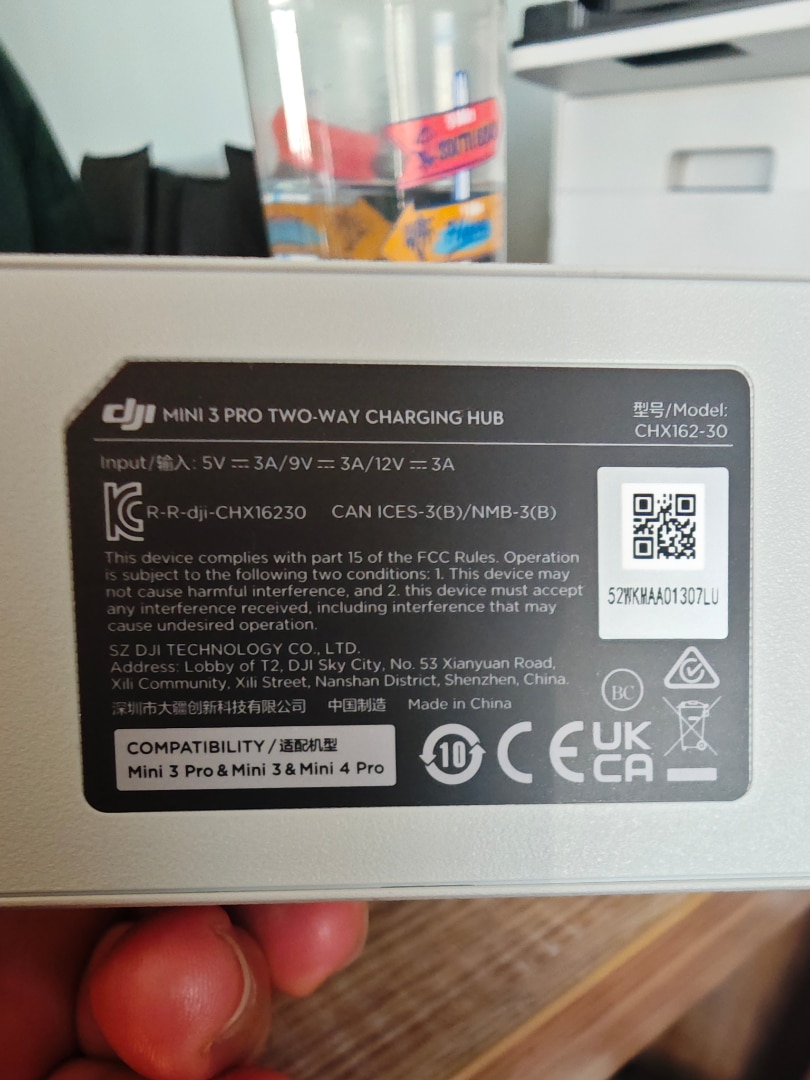 dji MINI 3 PRO TWO-WAY CHARGING HUB
型号/Model:
CHX162-30
Input/输入: 5V ⎓ 3A/9V ⎓ 3A/12V ⎓ 3A
R-R-dji-CHX16230 CAN ICES-3(B)/NMB-3(B)
This device complies with part 15 of the FCC Rules. Operation
is subject to the following two conditions: 1. This device may
not cause harmful interference, and 2. this device must accept
any interference received, including interference that may
cause undesired operation.
52WKHAA01307LU
SZ DJI TECHNOLOGY CO., LTD.
Address: Lobby of T2, DJI Sky City, No. 53 Xianyuan Road,
Xili Community, Xili Street, Nanshan District, Shenzhen, China.
深圳市大疆创新科技有限公司 中国制造 Made in China
BC
COMPATIBILITY/适配机型
Mini 3 Pro & Mini 3 & Mini 4 Pro
10
CE
UK
CA